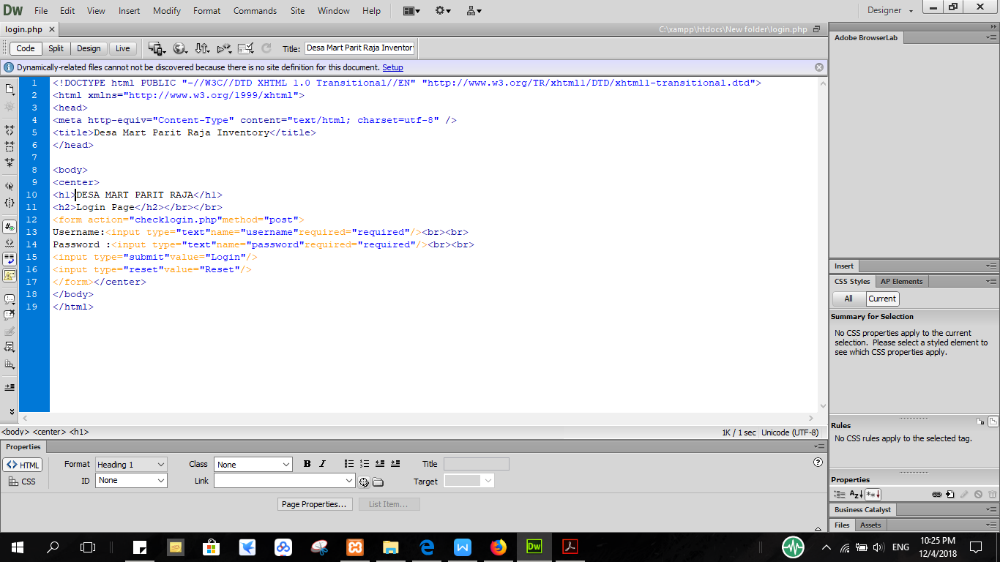 Dw File Edit View Insert Modify Format Commands Site Window Help Designer
login.php C:\xampp\htdocs\New folder\login.php
Code Split Design Live Title: Desa Mart Parit Raja Inventory
Dynamically-related files cannot not be discovered because there is no site definition for this document. Setup
1 <!DOCTYPE html PUBLIC "-//W3C//DTD XHTML 1.0 Transitional//EN" "http://www.w3.org/TR/xhtml1/DTD/xhtml1-transitional.dtd">
2 <html xmlns="http://www.w3.org/1999/xhtml">
3 <head>
4 <meta http-equiv="Content-Type" content="text/html; charset=utf-8" />
5 <title>Desa Mart Parit Raja Inventory</title>
6 </head>
7
8 <body>
9 <center>
10 <h1>DESA MART PARIT RAJA</h1>
11 <h2>Login Page</h2></br></br>
12 <form action="checklogin.php"method="post">
13 Username:<input type="text"name="username"required="required"/><br><br>
14 Password :<input type="text"name="password"required="required"/><br><br>
15 <input type="submit"value="Login"/>
16 <input type="reset"value="Reset"/>
17 </form></center>
18 </body>
19 </html>
<body> <center> <h1> 1K / 1 sec Unicode (UTF-8)
Properties
HTML Format Heading 1 Class None B I Title
CSS ID None Link Target
Page Properties... List Item...
Adobe BrowserLab
Insert
CSS Styles AP Elements
All Current
Summary for Selection
No CSS properties apply to the current
selection. Please select a styled element to
see which CSS properties apply.
Rules
No CSS rules apply to the selected tag.
Properties
Az
Business Catalyst
Files Assets
Dw ENG 10:25 PM
12/4/2018